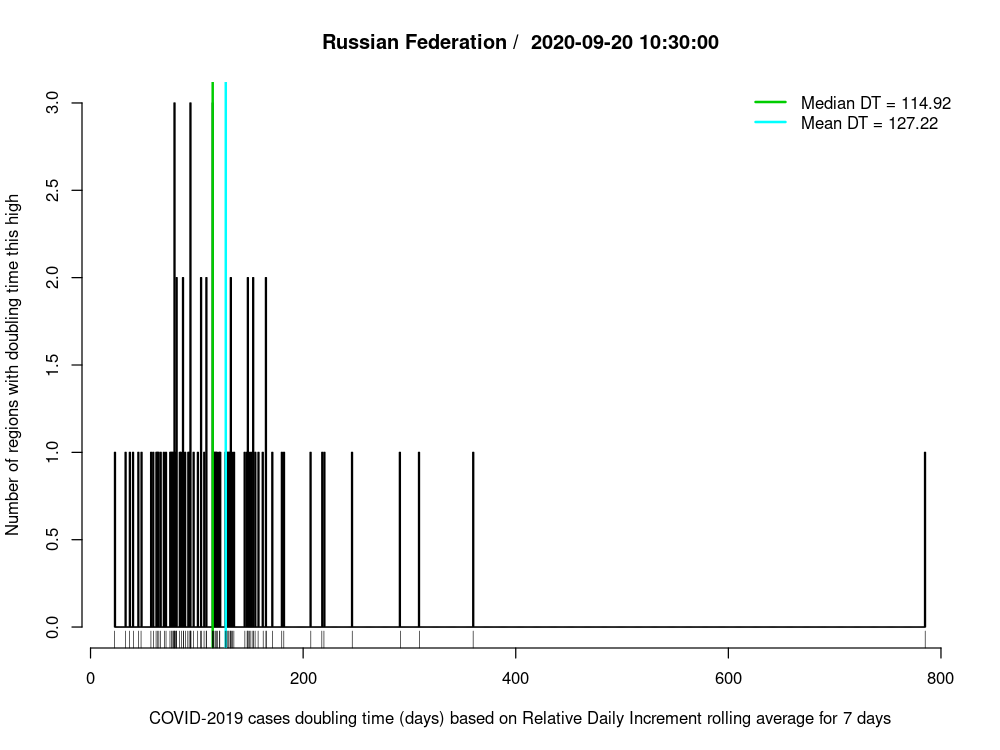 Russian Federation /  2020-09-20 10:30:00
Median DT = 114.92
Mean DT = 127.22
Number of regions with doubling time this high
3.0
2.5
2.0
1.5
1.0
0.5
0.0
0 200 400 600 800
COVID-2019 cases doubling time (days) based on Relative Daily Increment rolling average for 7 days